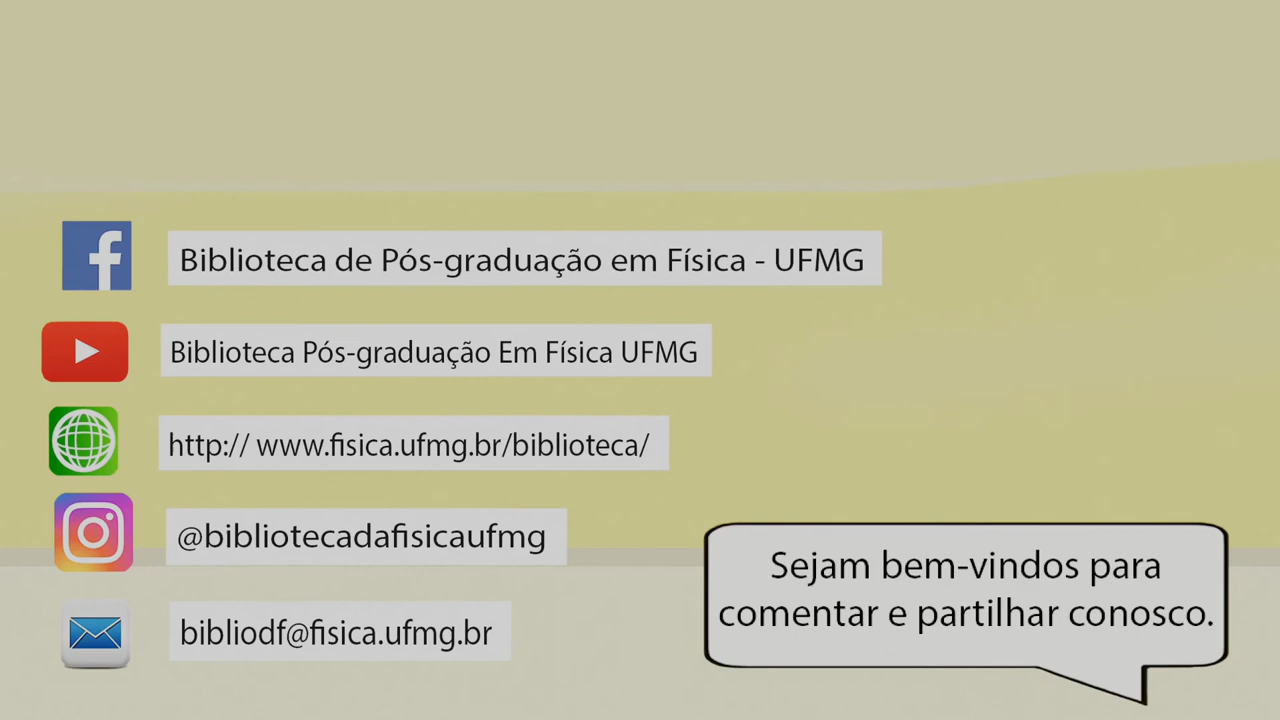 Biblioteca de Pós-graduação em Física - UFMG
Biblioteca Pós-graduação Em Física UFMG
http:// www.fisica.ufmg.br/biblioteca/
@bibliotecadafisicaufmg
bibliodf@fisica.ufmg.br
Sejam bem-vindos para
comentar e partilhar conosco.